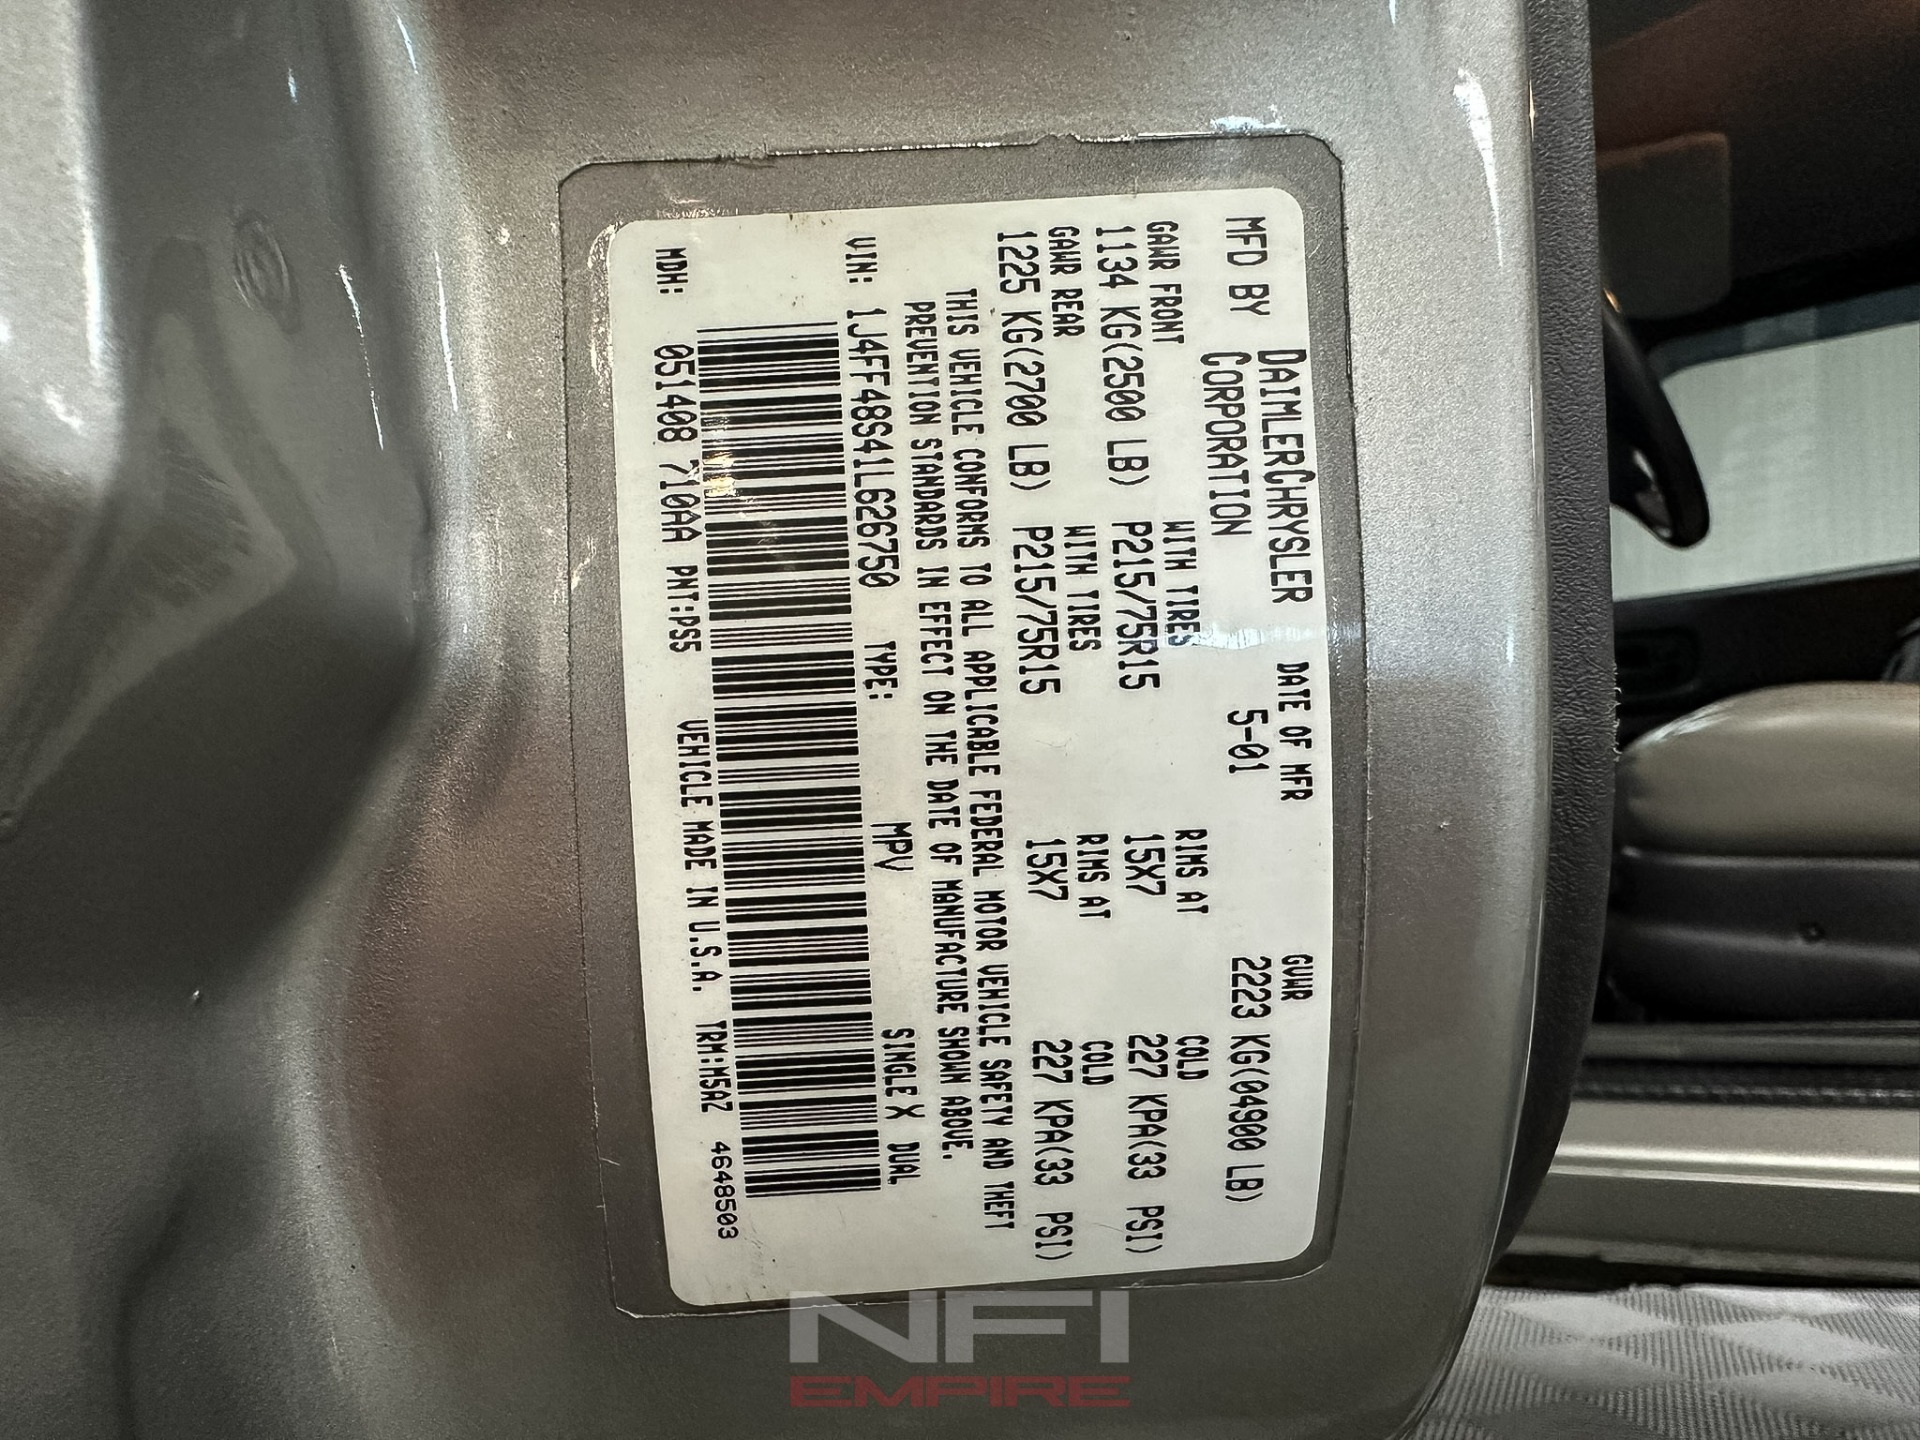 MFD BY DAIMLERCHRYSLER CORPORATION DATE OF MFR 5-01 GVWR 2223 KG(04900 LB)
GAWR FRONT WITH TIRES RIMS AT COLD
1134 KG(2500 LB) P215/75R15 15X7 227 KPA(33 PSI)
GAWR REAR WITH TIRES RIMS AT COLD
1225 KG(2700 LB) P215/75R15 15X7 227 KPA(33 PSI)
THIS VEHICLE CONFORMS TO ALL APPLICABLE FEDERAL MOTOR VEHICLE SAFETY AND THEFT
PREVENTION STANDARDS IN EFFECT ON THE DATE OF MANUFACTURE SHOWN ABOVE.
VIN: 1J4FF48S41L626750 TYPE: MPV SINGLE X DUAL
MDH: 051408 710AA PNT:PS5 VEHICLE MADE IN U.S.A. TRM:M5AZ 4648503
NFI
EMPIRE